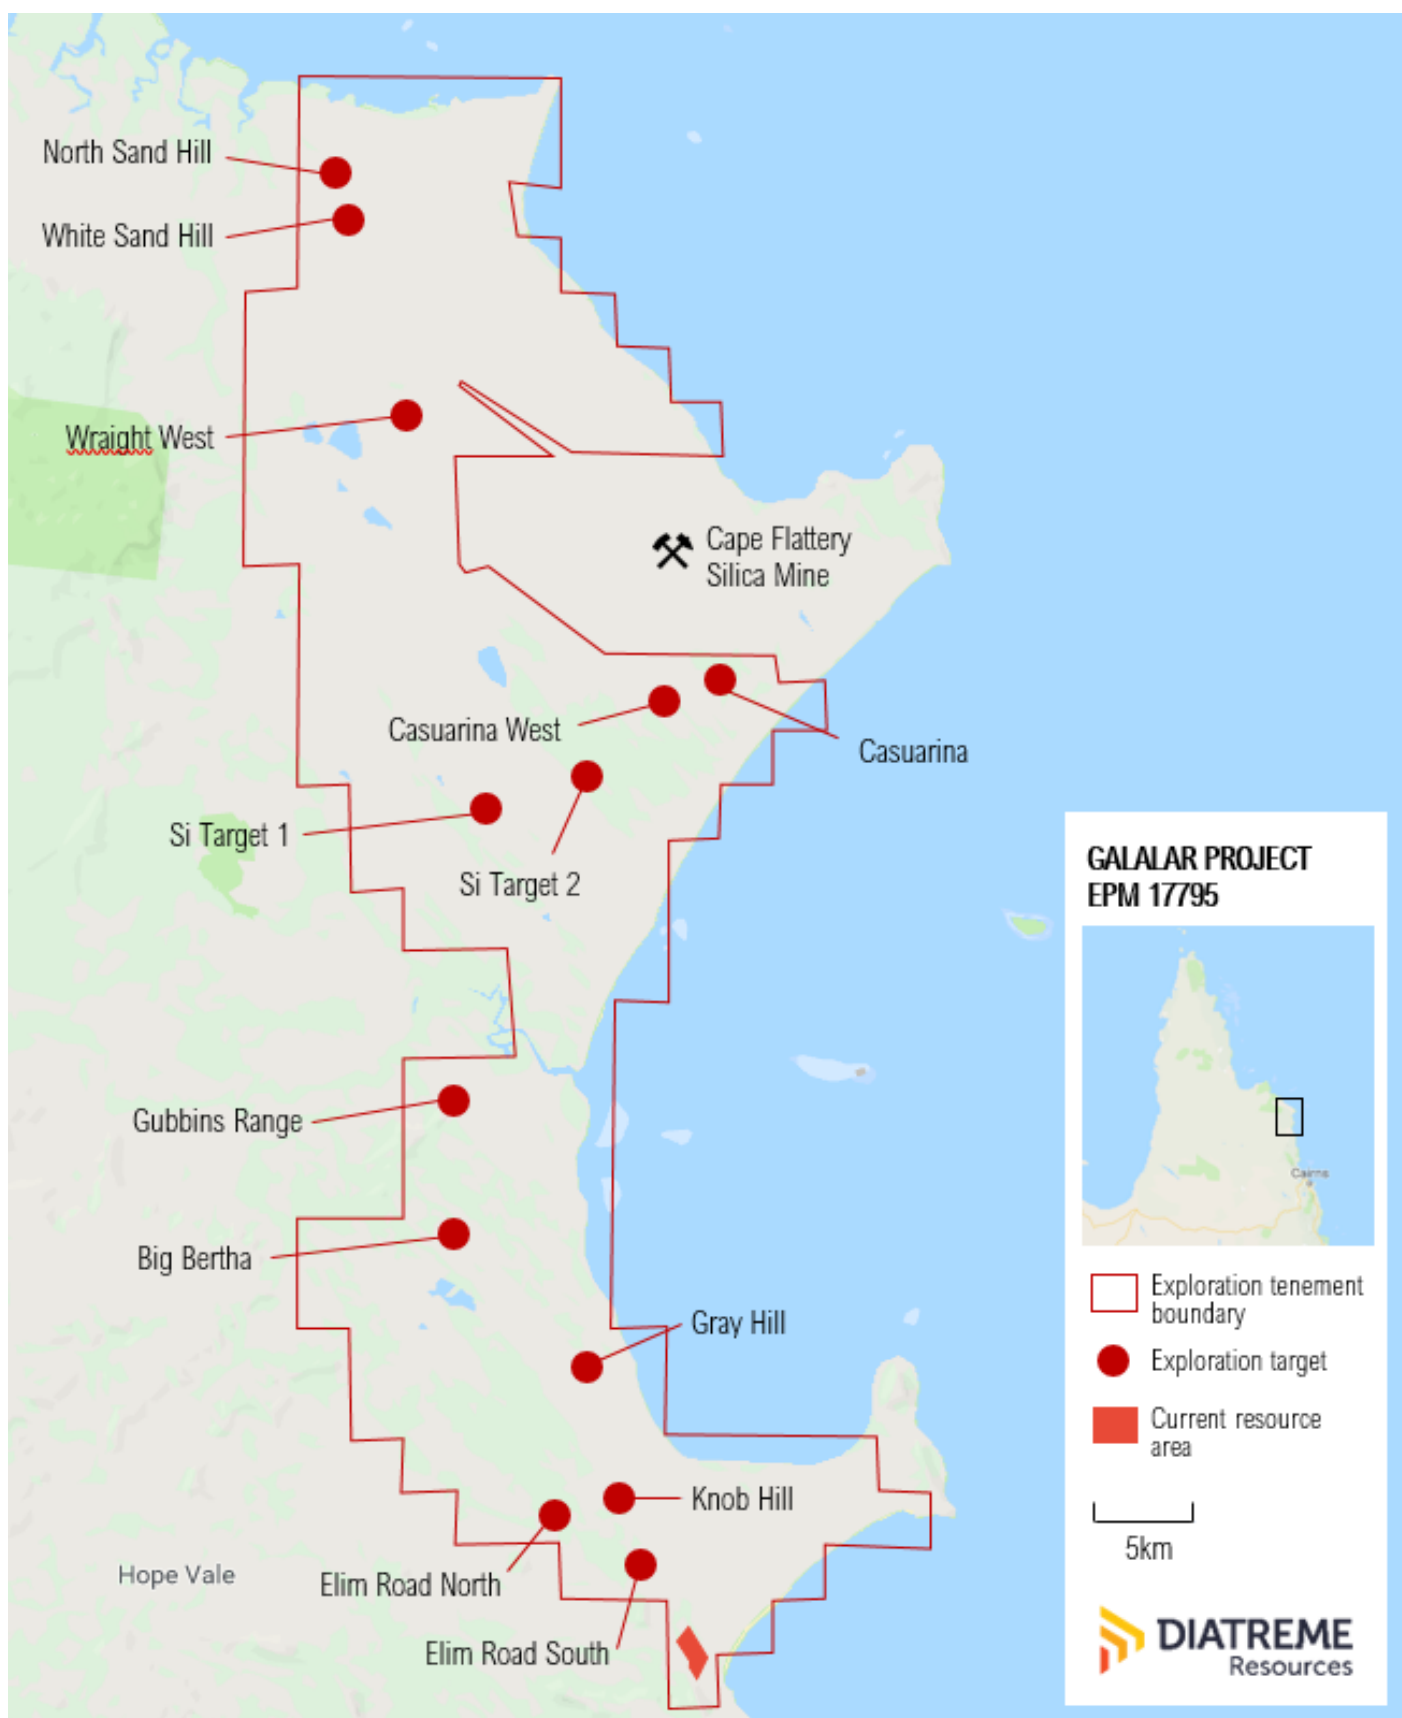 North Sand Hill
White Sand Hill
Wraight West
Cape Flattery
Silica Mine
Casuarina West
Casuarina
Si Target 1
Si Target 2
Gubbins Range
Big Bertha
Gray Hill
Knob Hill
Elim Road North
Elim Road South
Hope Vale
GALALAR PROJECT
EPM 17795
Cairns
Exploration tenement
boundary
Exploration target
Current resource
area
5km
DIATREME
Resources